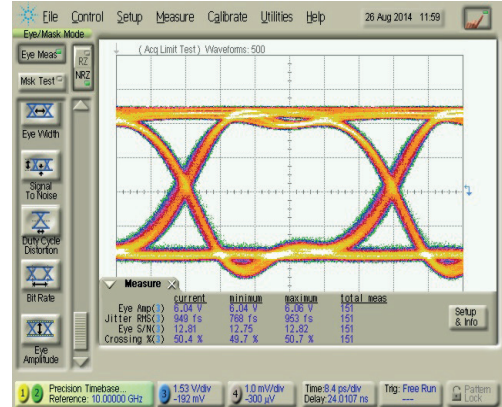 File Control Setup Measure Calibrate Utilities Help 26 Aug 2014 11:59
Eye/Mask Mode
Eye Meas
RZ
NRZ
Msk Test
( Acq Limit Test ) Waveforms: 500
Eye Width
Signal
To Noise
Duty Cycle
Distortion
Bit Rate
Eye
Amplitude
Measure
current minimum maximum total meas
Eye Amp(3) 6.04 V 6.04 V 6.06 V 151
Jitter RMS(3) 949 fs 768 fs 953 fs 151
Eye S/N(3) 12.81 12.75 12.82 151
Crossing %(3) 50.4 % 49.7 % 50.7 % 151
Setup
& Info
1 2 Precision Timebase...
Reference: 10.00000 GHz
3 1.53 V/div
-192 mV
4 1.0 mV/div
-300 µV
Time:8.4 ps/div
Delay:24.0107 ns
Trig: Free Run
---
Pattern
Lock